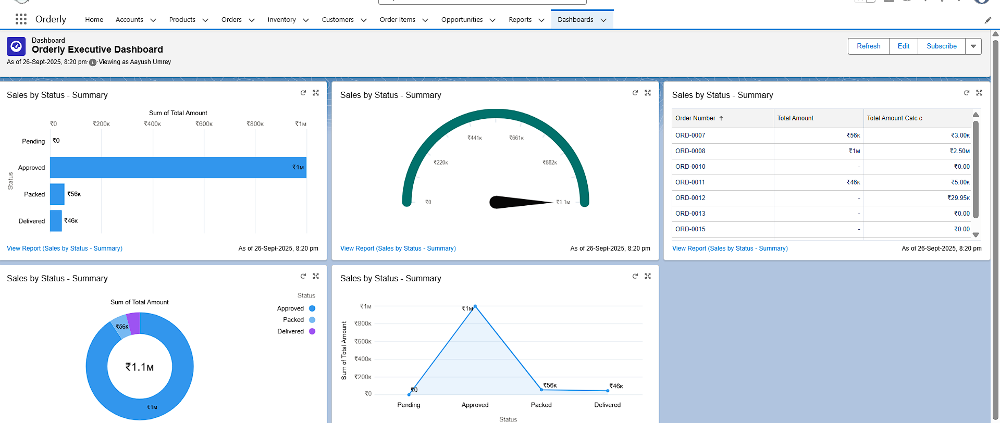 Orderly
Home
Accounts
Products
Orders
Inventory
Customers
Order Items
Opportunities
Reports
Dashboards
Dashboard
Orderly Executive Dashboard
As of 26-Sept-2025, 8:20 pm·Viewing as Aayush Umrey
Refresh
Edit
Subscribe
Sales by Status - Summary
Sum of Total Amount
₹0 ₹200K ₹400K ₹600K ₹800K ₹1M
Status
Pending ₹0
Approved ₹1M
Packed ₹56K
Delivered ₹46K
View Report (Sales by Status - Summary)
As of 26-Sept-2025, 8:20 pm
Sales by Status - Summary
₹0
₹220K
₹441K
₹661K
₹882K
₹1.1M
View Report (Sales by Status - Summary)
As of 26-Sept-2025, 8:20 pm
Sales by Status - Summary
Order Number Total Amount Totel Amount Calc c
ORD-0007 ₹56K ₹3.00K
ORD-0008 ₹1M ₹2.50M
ORD-0010 - ₹0.00
ORD-0011 ₹46K ₹5.00K
ORD-0012 - ₹29.95K
ORD-0013 - ₹0.00
ORD-0015 - ₹0.00
View Report (Sales by Status - Summary)
As of 26-Sept-2025, 8:20 pm
Sales by Status - Summary
Sum of Total Amount
Status
Approved
Packed
Delivered
₹56K
₹1.1M
₹1M
Sales by Status - Summary
Sum of Total Amount
₹1M
₹800K
₹600K
₹400K
₹200K
₹0
₹1M
₹0
₹56K
₹46K
Pending Approved Packed Delivered
Status